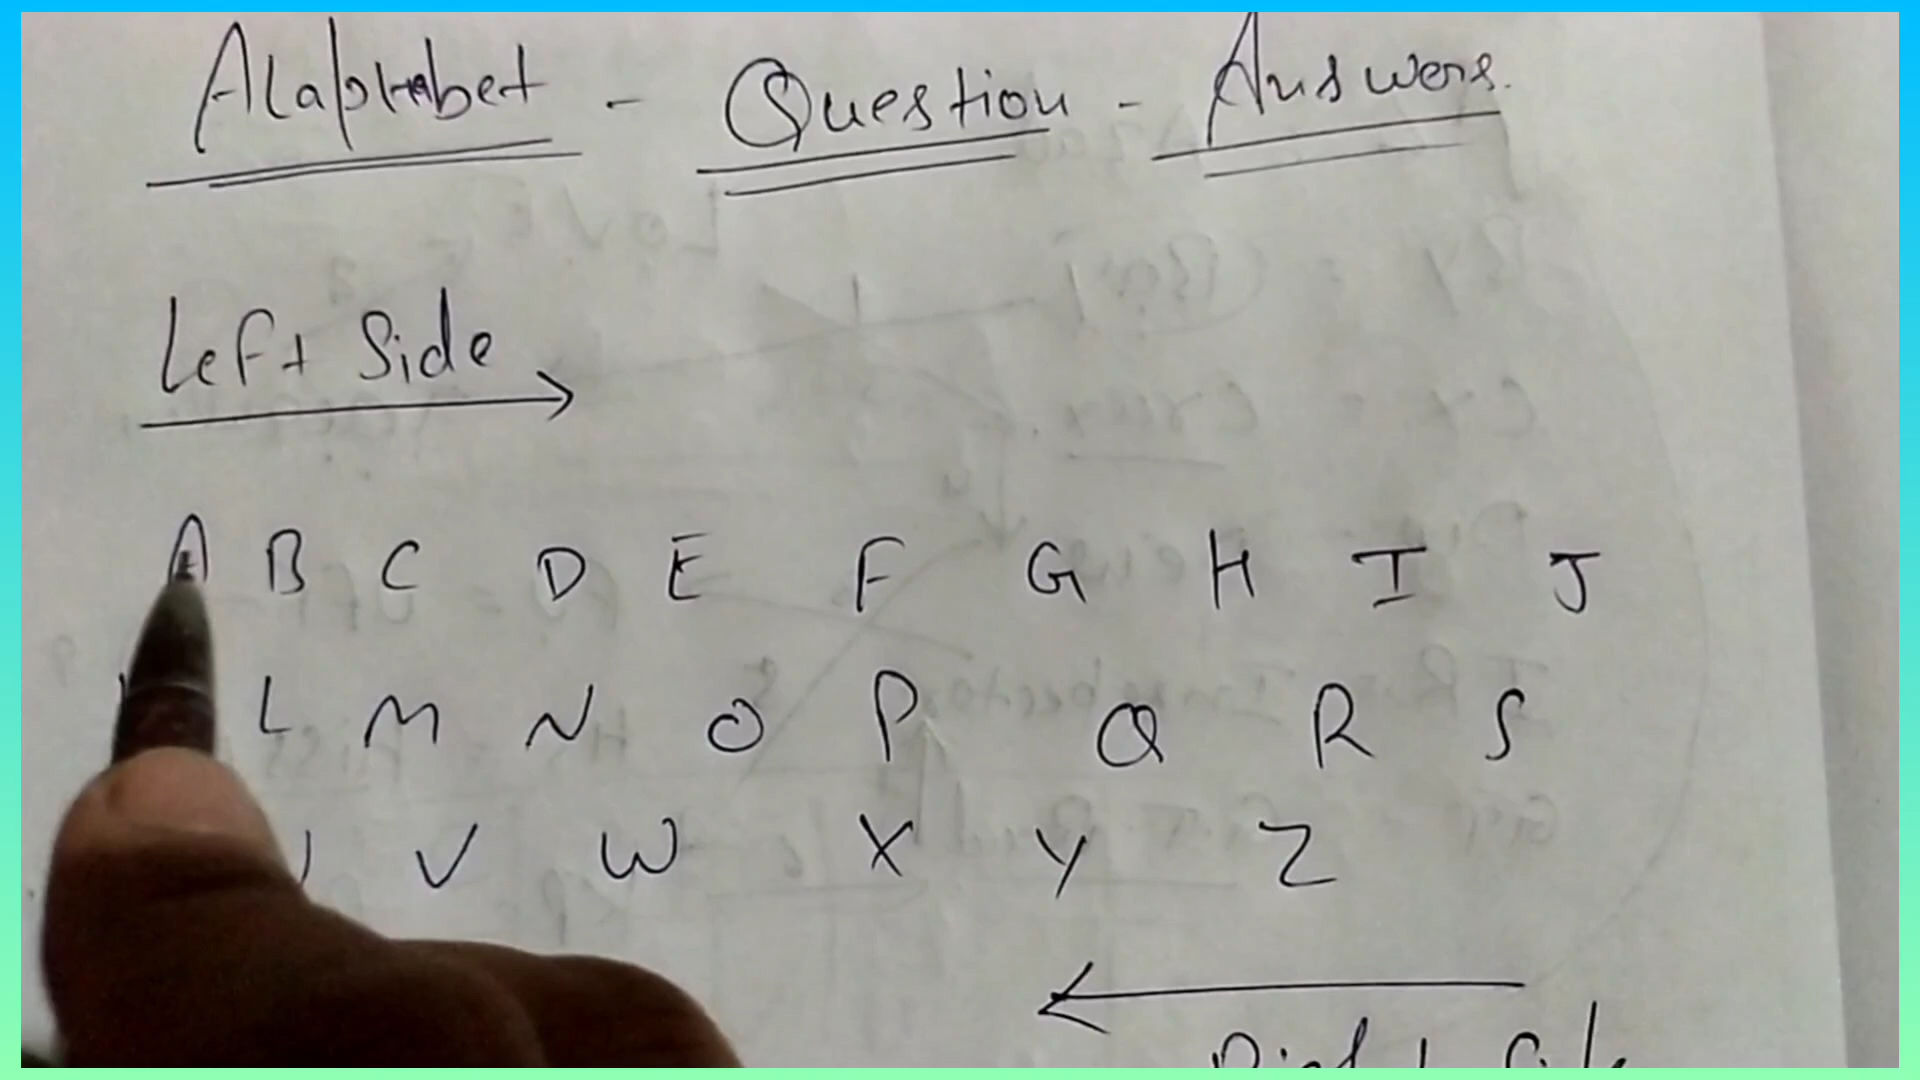 Alaphabet - Question - Answers.
Left Side
A B C D E F G H I J
L M N O P Q R S
V W X Y Z